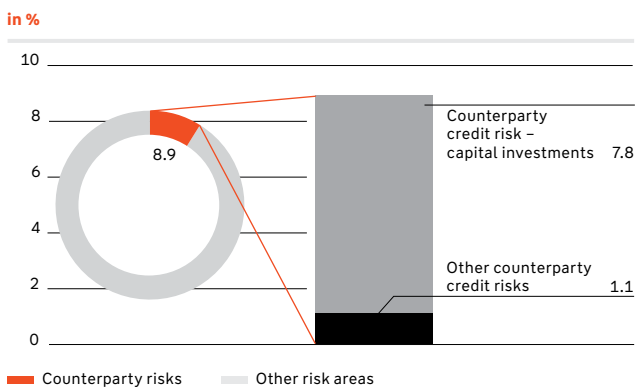 in %
10
8
6
4
2
0
8.9
Counterparty
credit risk –
capital investments 7.8
Other counterparty
credit risks 1.1
Counterparty risks
Other risk areas